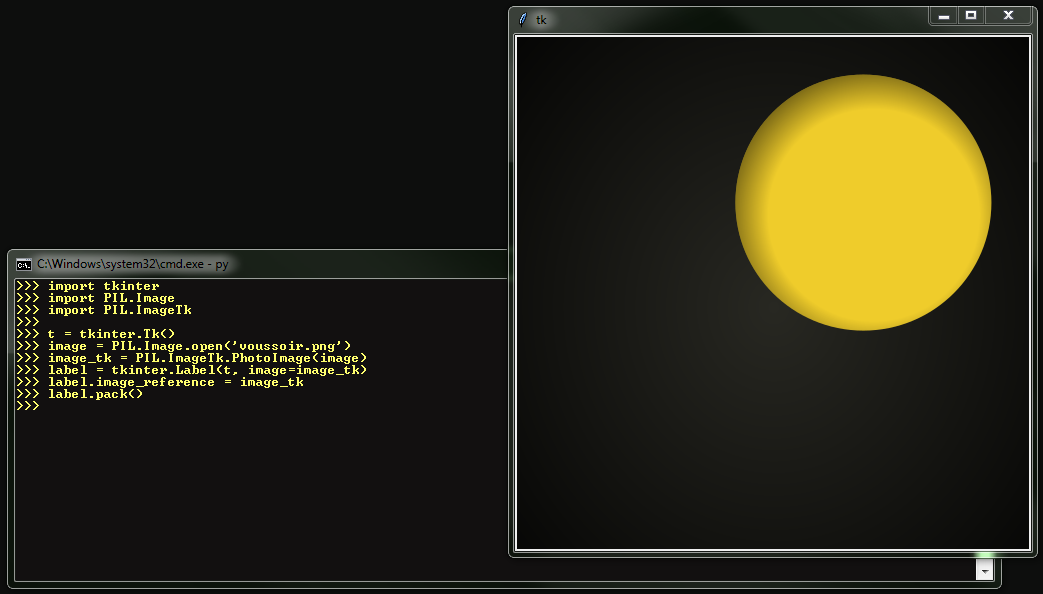 tk
C:\Windows\system32\cmd.exe - py
>>> import tkinter
>>> import PIL.Image
>>> import PIL.ImageTk
>>>
>>> t = tkinter.Tk()
>>> image = PIL.Image.open('voussoir.png')
>>> image_tk = PIL.ImageTk.PhotoImage(image)
>>> label = tkinter.Label(t, image=image_tk)
>>> label.image_reference = image_tk
>>> label.pack()
>>>